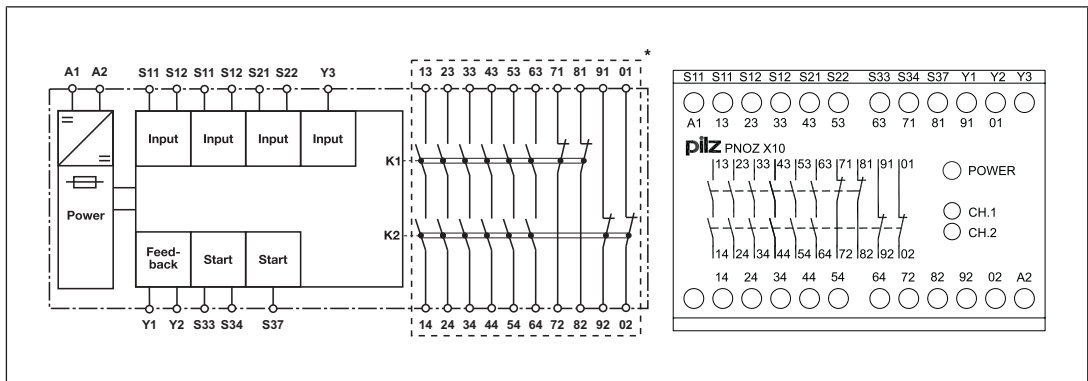 A1 A2 S11 S12 S11 S12 S21 S22 Y3 13 23 33 43 53 63 71 81 91 01 *
Input Input Input Input
K1
Power
K2
Feed-
back Start Start
Y1 Y2 S33 S34 S37
14 24 34 44 54 64 72 82 92 02
S11 S11 S12 S12 S21 S22 S33 S34 S37 Y1 Y2 Y3
A1 13 23 33 43 53 63 71 81 91 01
pilz PNOZ X10
13 23 33 43 53 63 71 81 91 01
POWER
CH.1
CH.2
14 24 34 44 54 64 72 82 92 02
14 24 34 44 54 64 72 82 92 02 A2